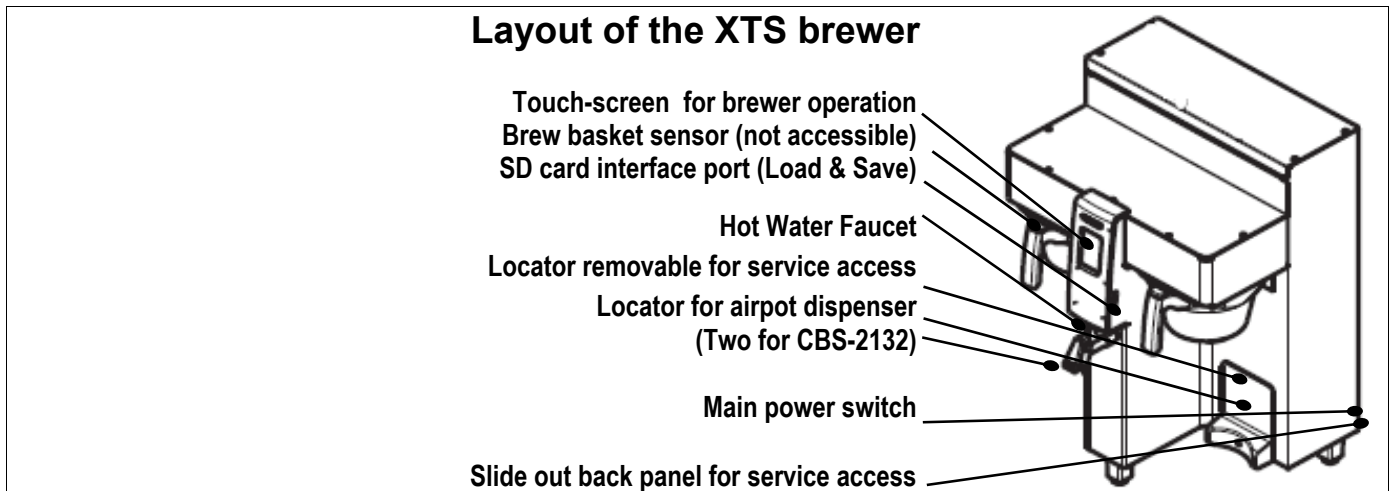 Layout of the XTS brewer
Touch-screen for brewer operation
Brew basket sensor (not accessible)
SD card interface port (Load & Save)
Hot Water Faucet
Locator removable for service access
Locator for airpot dispenser
(Two for CBS-2132)
Main power switch
Slide out back panel for service access